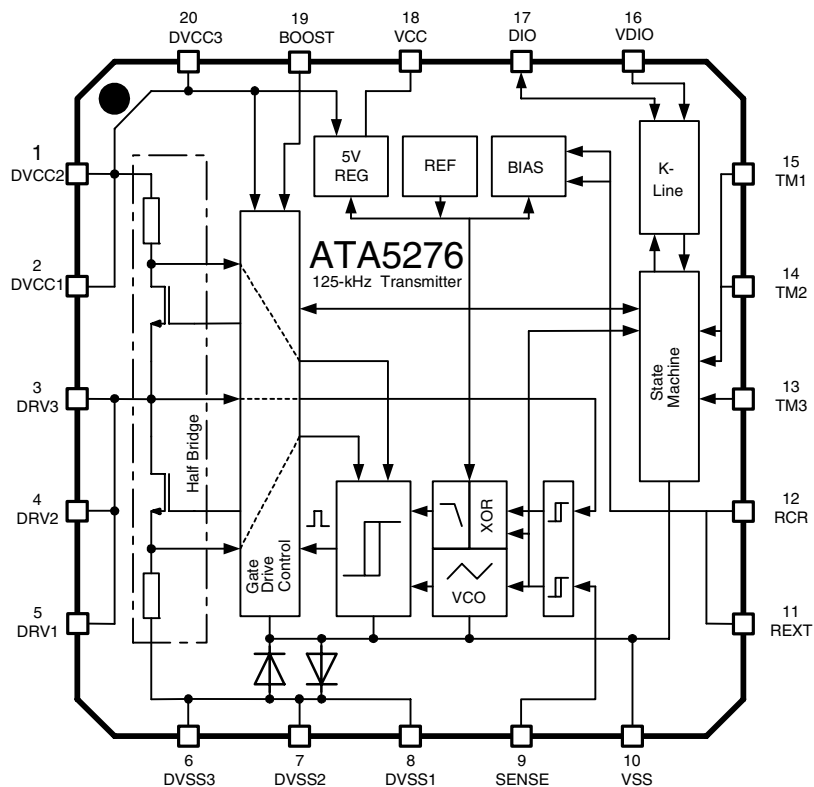 20
DVCC3
19
BOOST
18
VCC
17
DIO
16
VDIO
1
DVCC2
2
DVCC1
3
DRV3
4
DRV2
5
DRV1
5V
REG
REF
BIAS
K-
Line
ATA5276
125-kHz Transmitter
State
Machine
Half Bridge
Gate
Drive
Control
XOR
VCO
15
TM1
14
TM2
13
TM3
12
RCR
11
REXT
6
DVSS3
7
DVSS2
8
DVSS1
9
SENSE
10
VSS